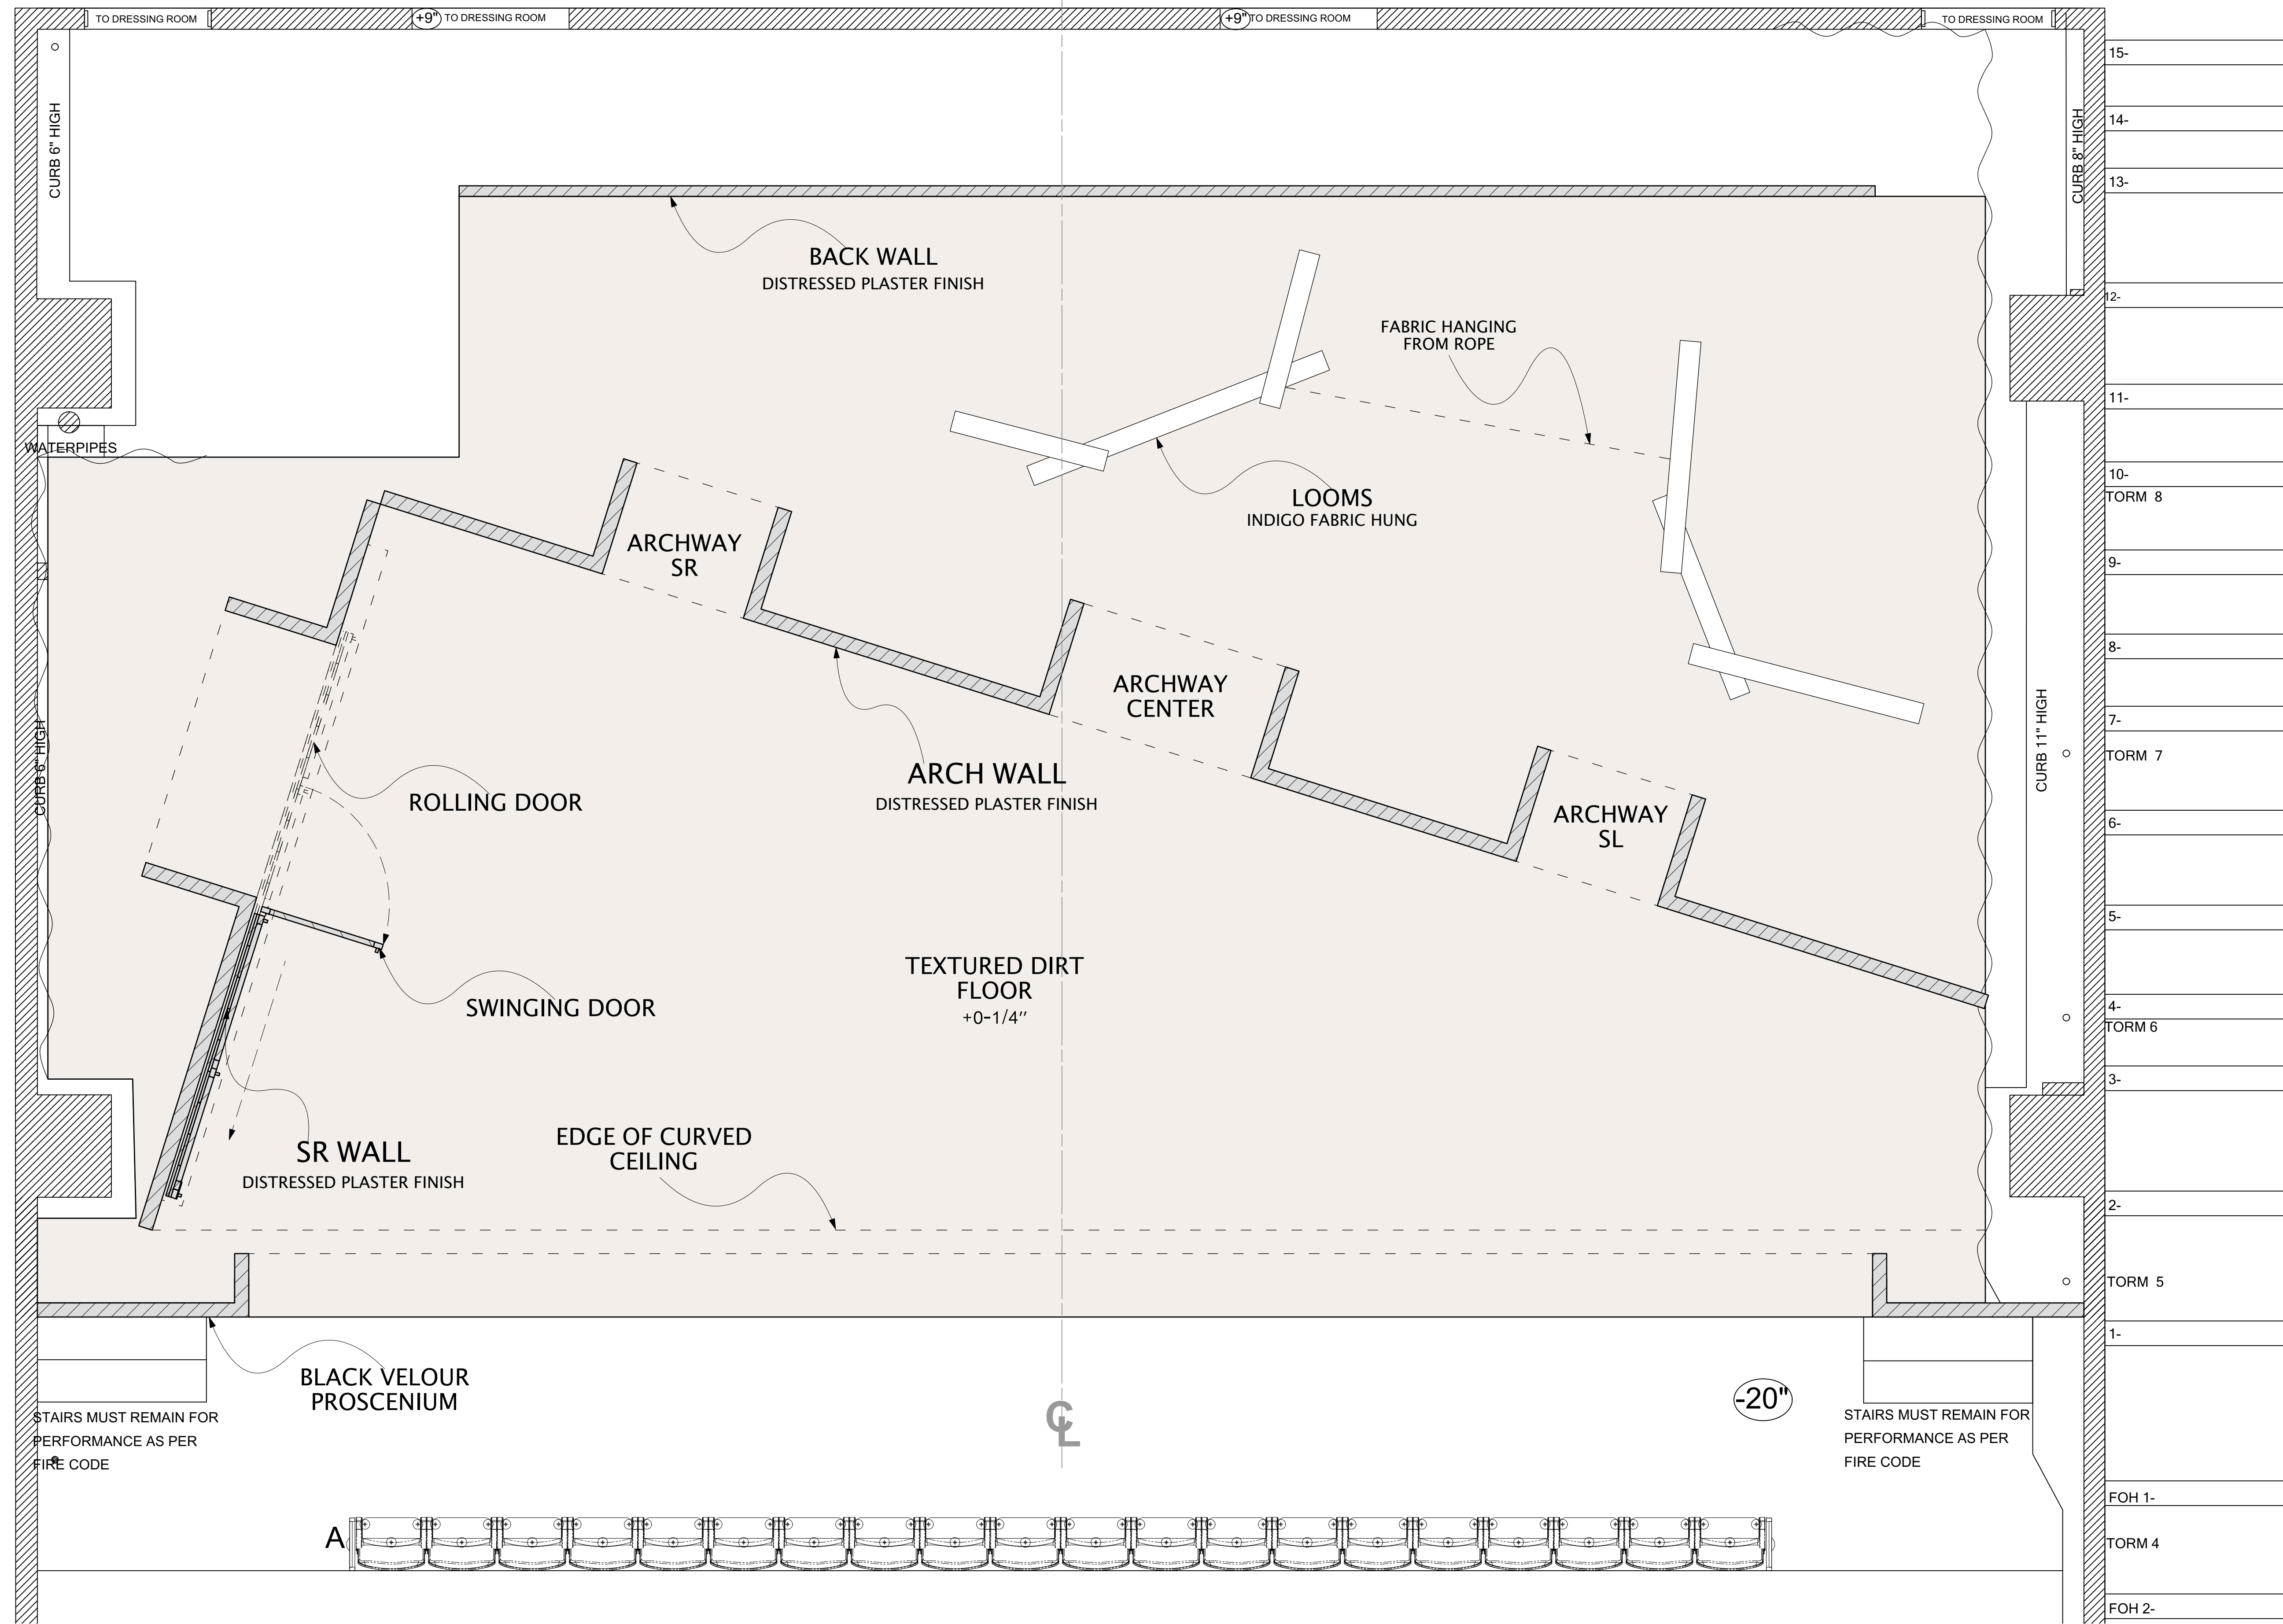 TO DRESSING ROOM
+9" TO DRESSING ROOM
+9" TO DRESSING ROOM
TO DRESSING ROOM
15-
CURB 6" HIGH
CURB 8" HIGH
14-
13-
BACK WALL
DISTRESSED PLASTER FINISH
12-
FABRIC HANGING
FROM ROPE
11-
WATERPIPES
10-
TORM 8
LOOMS
INDIGO FABRIC HUNG
ARCHWAY
SR
9-
8-
ARCHWAY
CENTER
7-
TORM 7
CURB 6" HIGH
CURB 11" HIGH
ARCH WALL
DISTRESSED PLASTER FINISH
ROLLING DOOR
ARCHWAY
SL
6-
5-
TEXTURED DIRT
FLOOR
+0-1/4"
SWINGING DOOR
4-
TORM 6
3-
EDGE OF CURVED
CEILING
SR WALL
DISTRESSED PLASTER FINISH
2-
TORM 5
1-
BLACK VELOUR
PROSCENIUM
-20"
CL
STAIRS MUST REMAIN FOR
PERFORMANCE AS PER
FIRE CODE
STAIRS MUST REMAIN FOR
PERFORMANCE AS PER
FIRE CODE
FOH 1-
A
TORM 4
FOH 2-